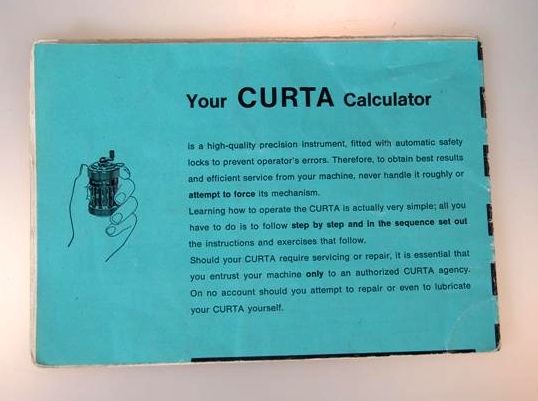 Your CURTA Calculator
is a high-quality precision instrument, fitted with automatic safety
locks to prevent operator's errors. Therefore, to obtain best results
and efficient service from your machine, never handle it roughly or
attempt to force its mechanism.
Learning how to operate the CURTA is actually very simple; all you
have to do is to follow step by step and in the sequence set out
the instructions and exercises that follow.
Should your CURTA require servicing or repair, it is essential that
you entrust your machine only to an authorized CURTA agency.
On no account should you attempt to repair or even to lubricate
your CURTA yourself.